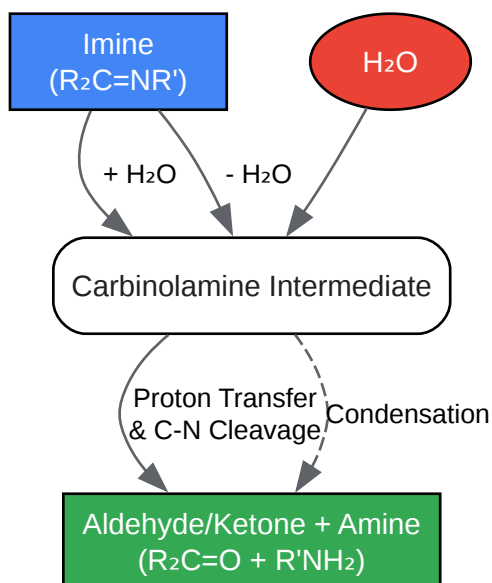 Imine
(R₂C=NR')
H₂O
+ H₂O
- H₂O
Carbinolamine Intermediate
Proton Transfer
& C-N Cleavage
Condensation
Aldehyde/Ketone + Amine
(R₂C=O + R'NH₂)